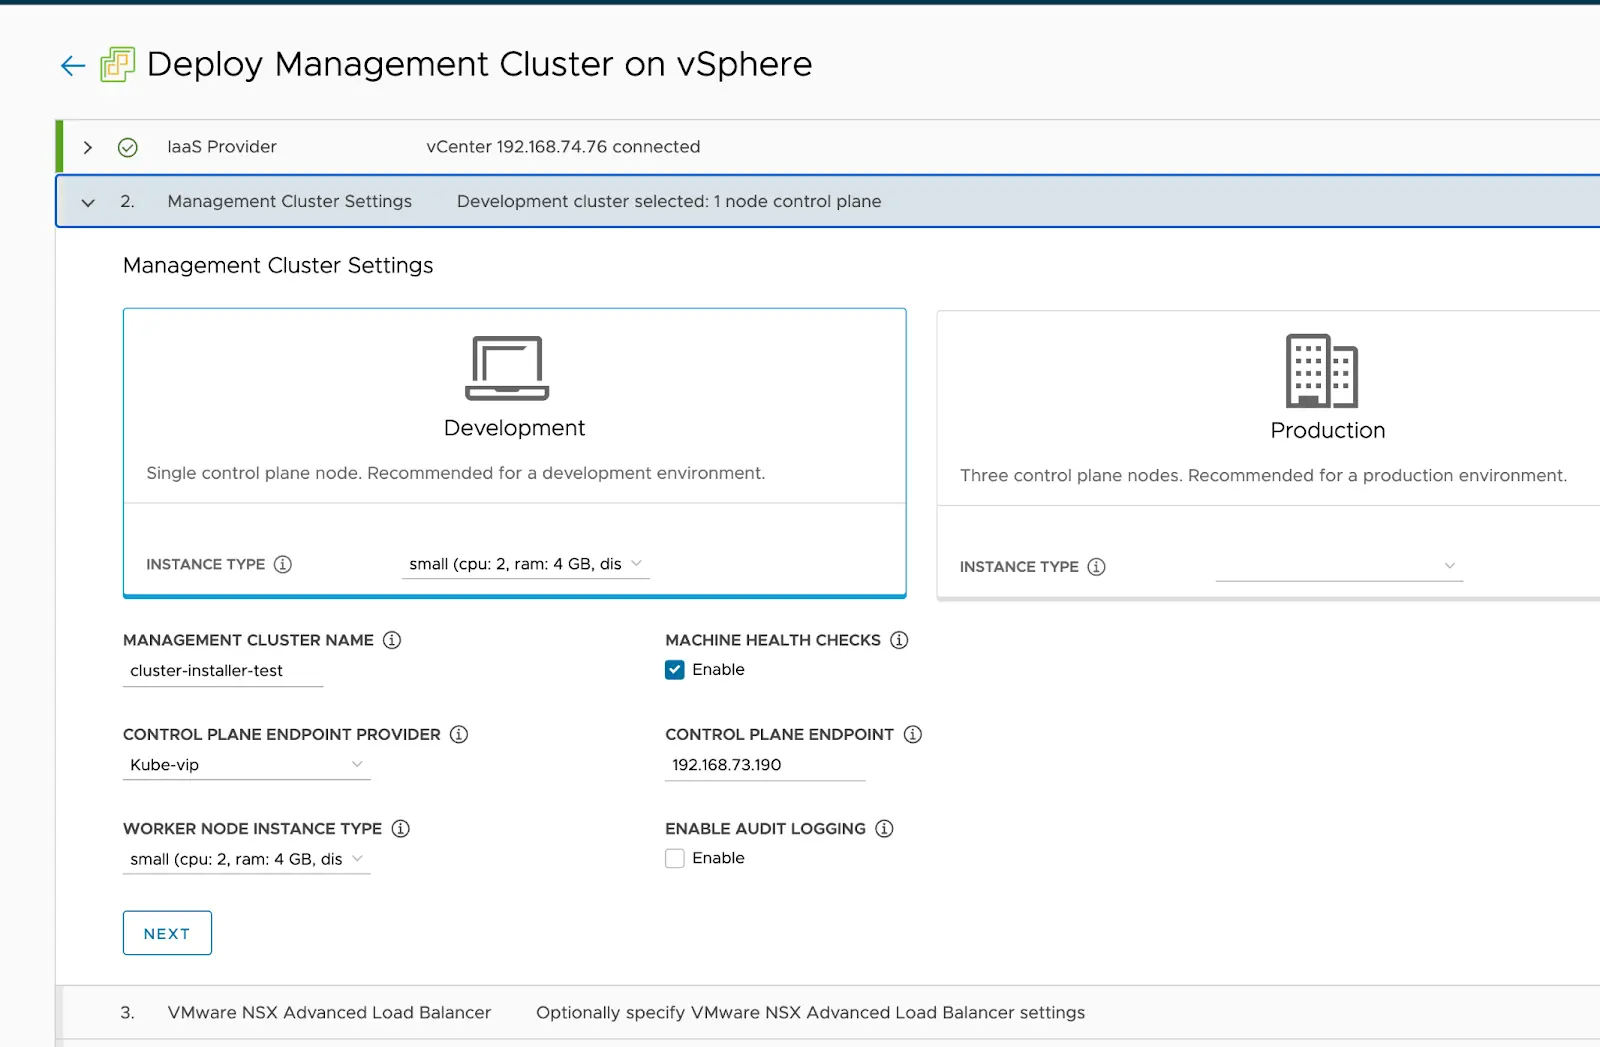 Deploy Management Cluster on vSphere
IaaS Provider vCenter 192.168.74.76 connected
2. Management Cluster Settings Development cluster selected: 1 node control plane
Management Cluster Settings
Development
Single control plane node. Recommended for a development environment.
INSTANCE TYPE small (cpu: 2, ram: 4 GB, dis
Production
Three control plane nodes. Recommended for a production environment.
INSTANCE TYPE
MANAGEMENT CLUSTER NAME
cluster-installer-test
MACHINE HEALTH CHECKS
Enable
CONTROL PLANE ENDPOINT PROVIDER
Kube-vip
CONTROL PLANE ENDPOINT
192.168.73.190
WORKER NODE INSTANCE TYPE
small (cpu: 2, ram: 4 GB, dis
ENABLE AUDIT LOGGING
Enable
NEXT
3. VMware NSX Advanced Load Balancer Optionally specify VMware NSX Advanced Load Balancer settings